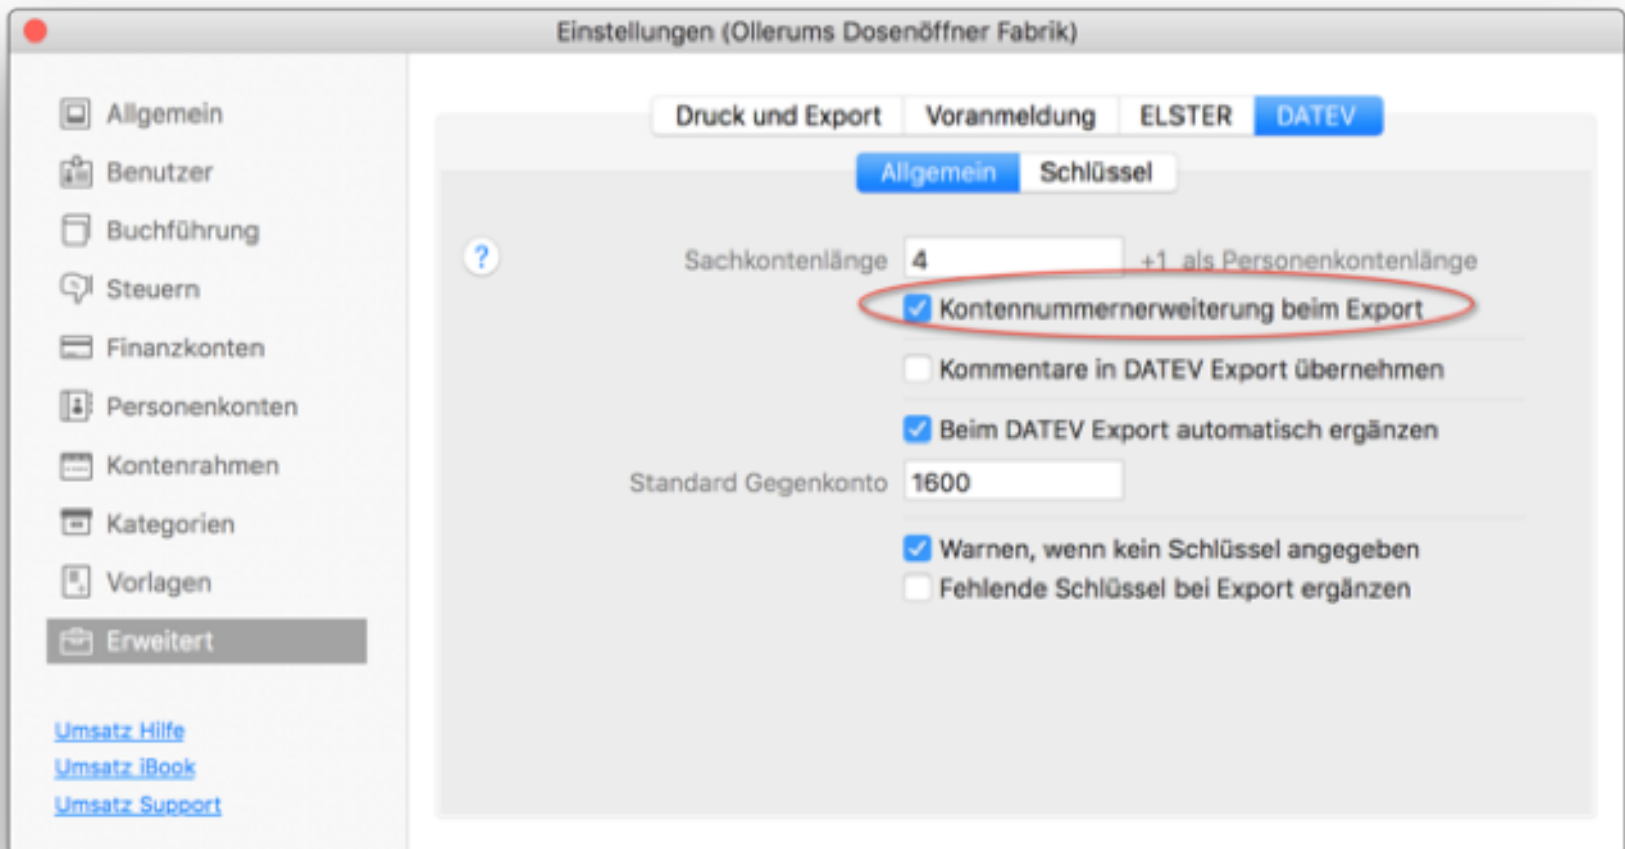 Einstellungen (Ollerums Dosenöffner Fabrik)
Allgemein
Benutzer
Buchführung
Steuern
Finanzkonten
Personenkonten
Kontenrahmen
Kategorien
Vorlagen
Erweitert
Umsatz Hilfe
Umsatz iBook
Umsatz Support
Druck und Export Voranmeldung ELSTER DATEV
Allgemein Schlüssel
?
Sachkontenlänge 4 +1 als Personenkontenlänge
Kontennummernerweiterung beim Export
Kommentare in DATEV Export übernehmen
Beim DATEV Export automatisch ergänzen
Standard Gegenkonto 1600
Warnen, wenn kein Schlüssel angegeben
Fehlende Schlüssel bei Export ergänzen